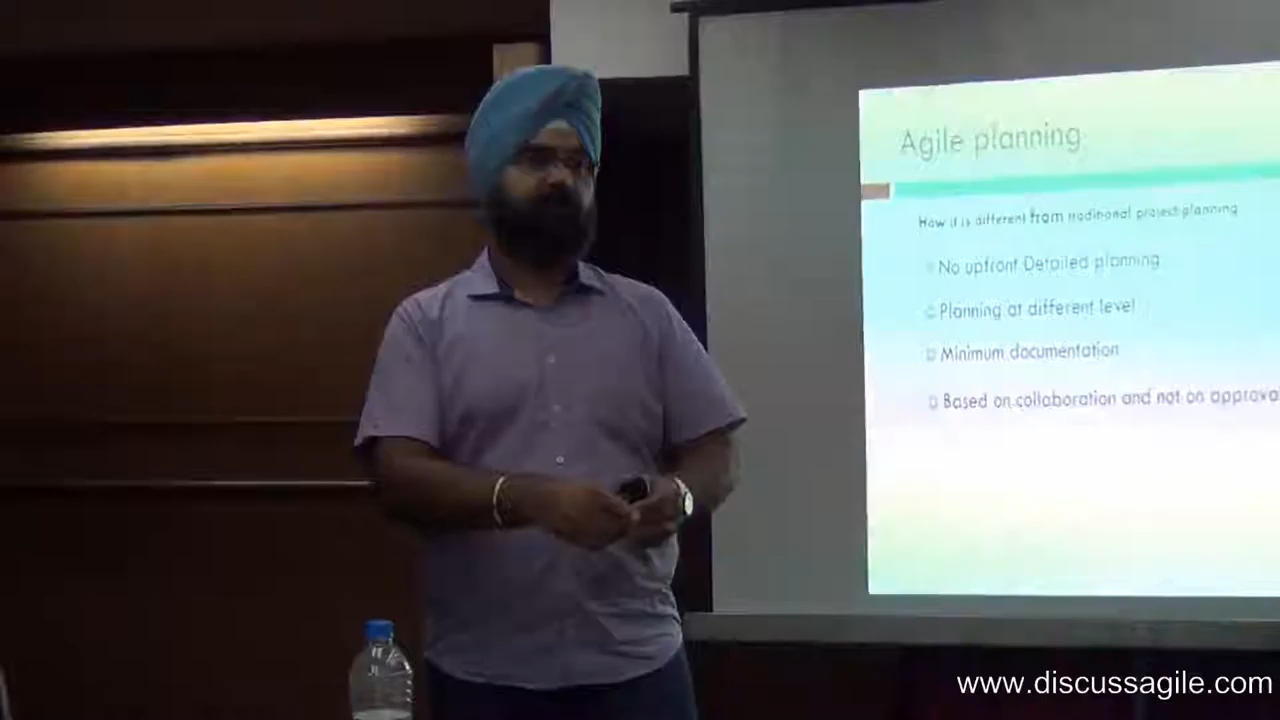 Agile planning
How it is different from traditional project planning
No upfront Detailed planning
Planning at different level
Minimum documentation
Based on collaboration and not on approva
www.discussagile.com